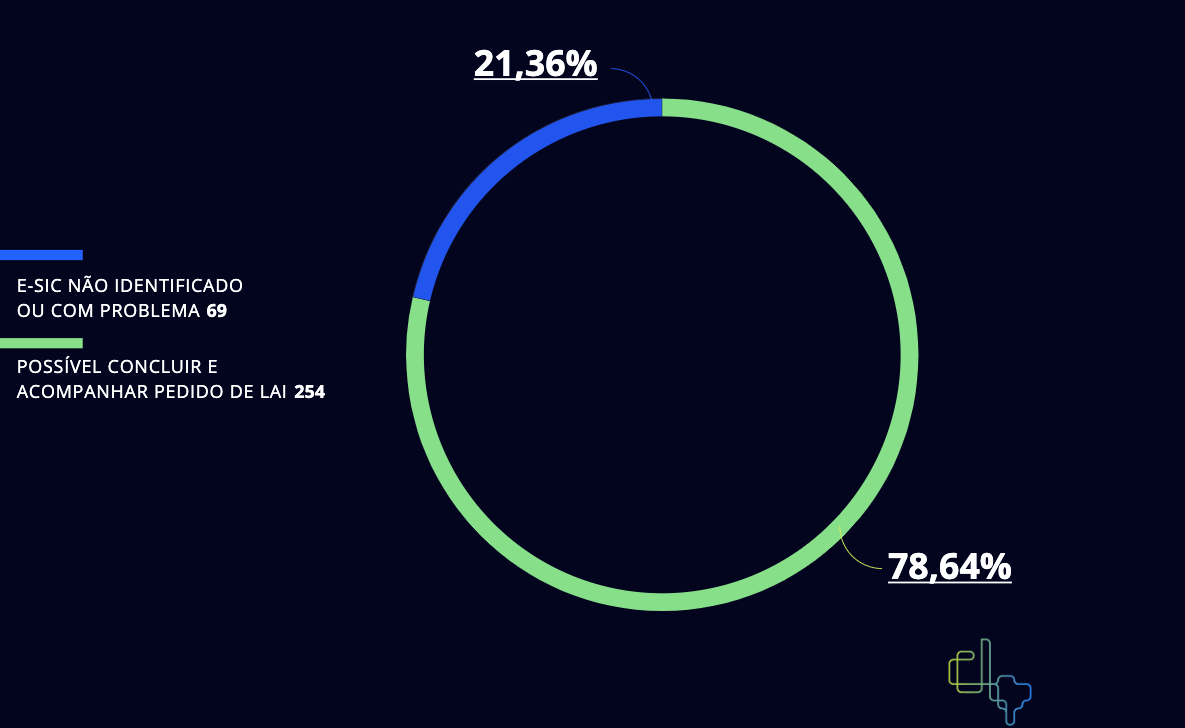 21,36%
E-SIC NÃO IDENTIFICADO
OU COM PROBLEMA 69
POSSÍVEL CONCLUIR E
ACOMPANHAR PEDIDO DE LAI 254
78,64%